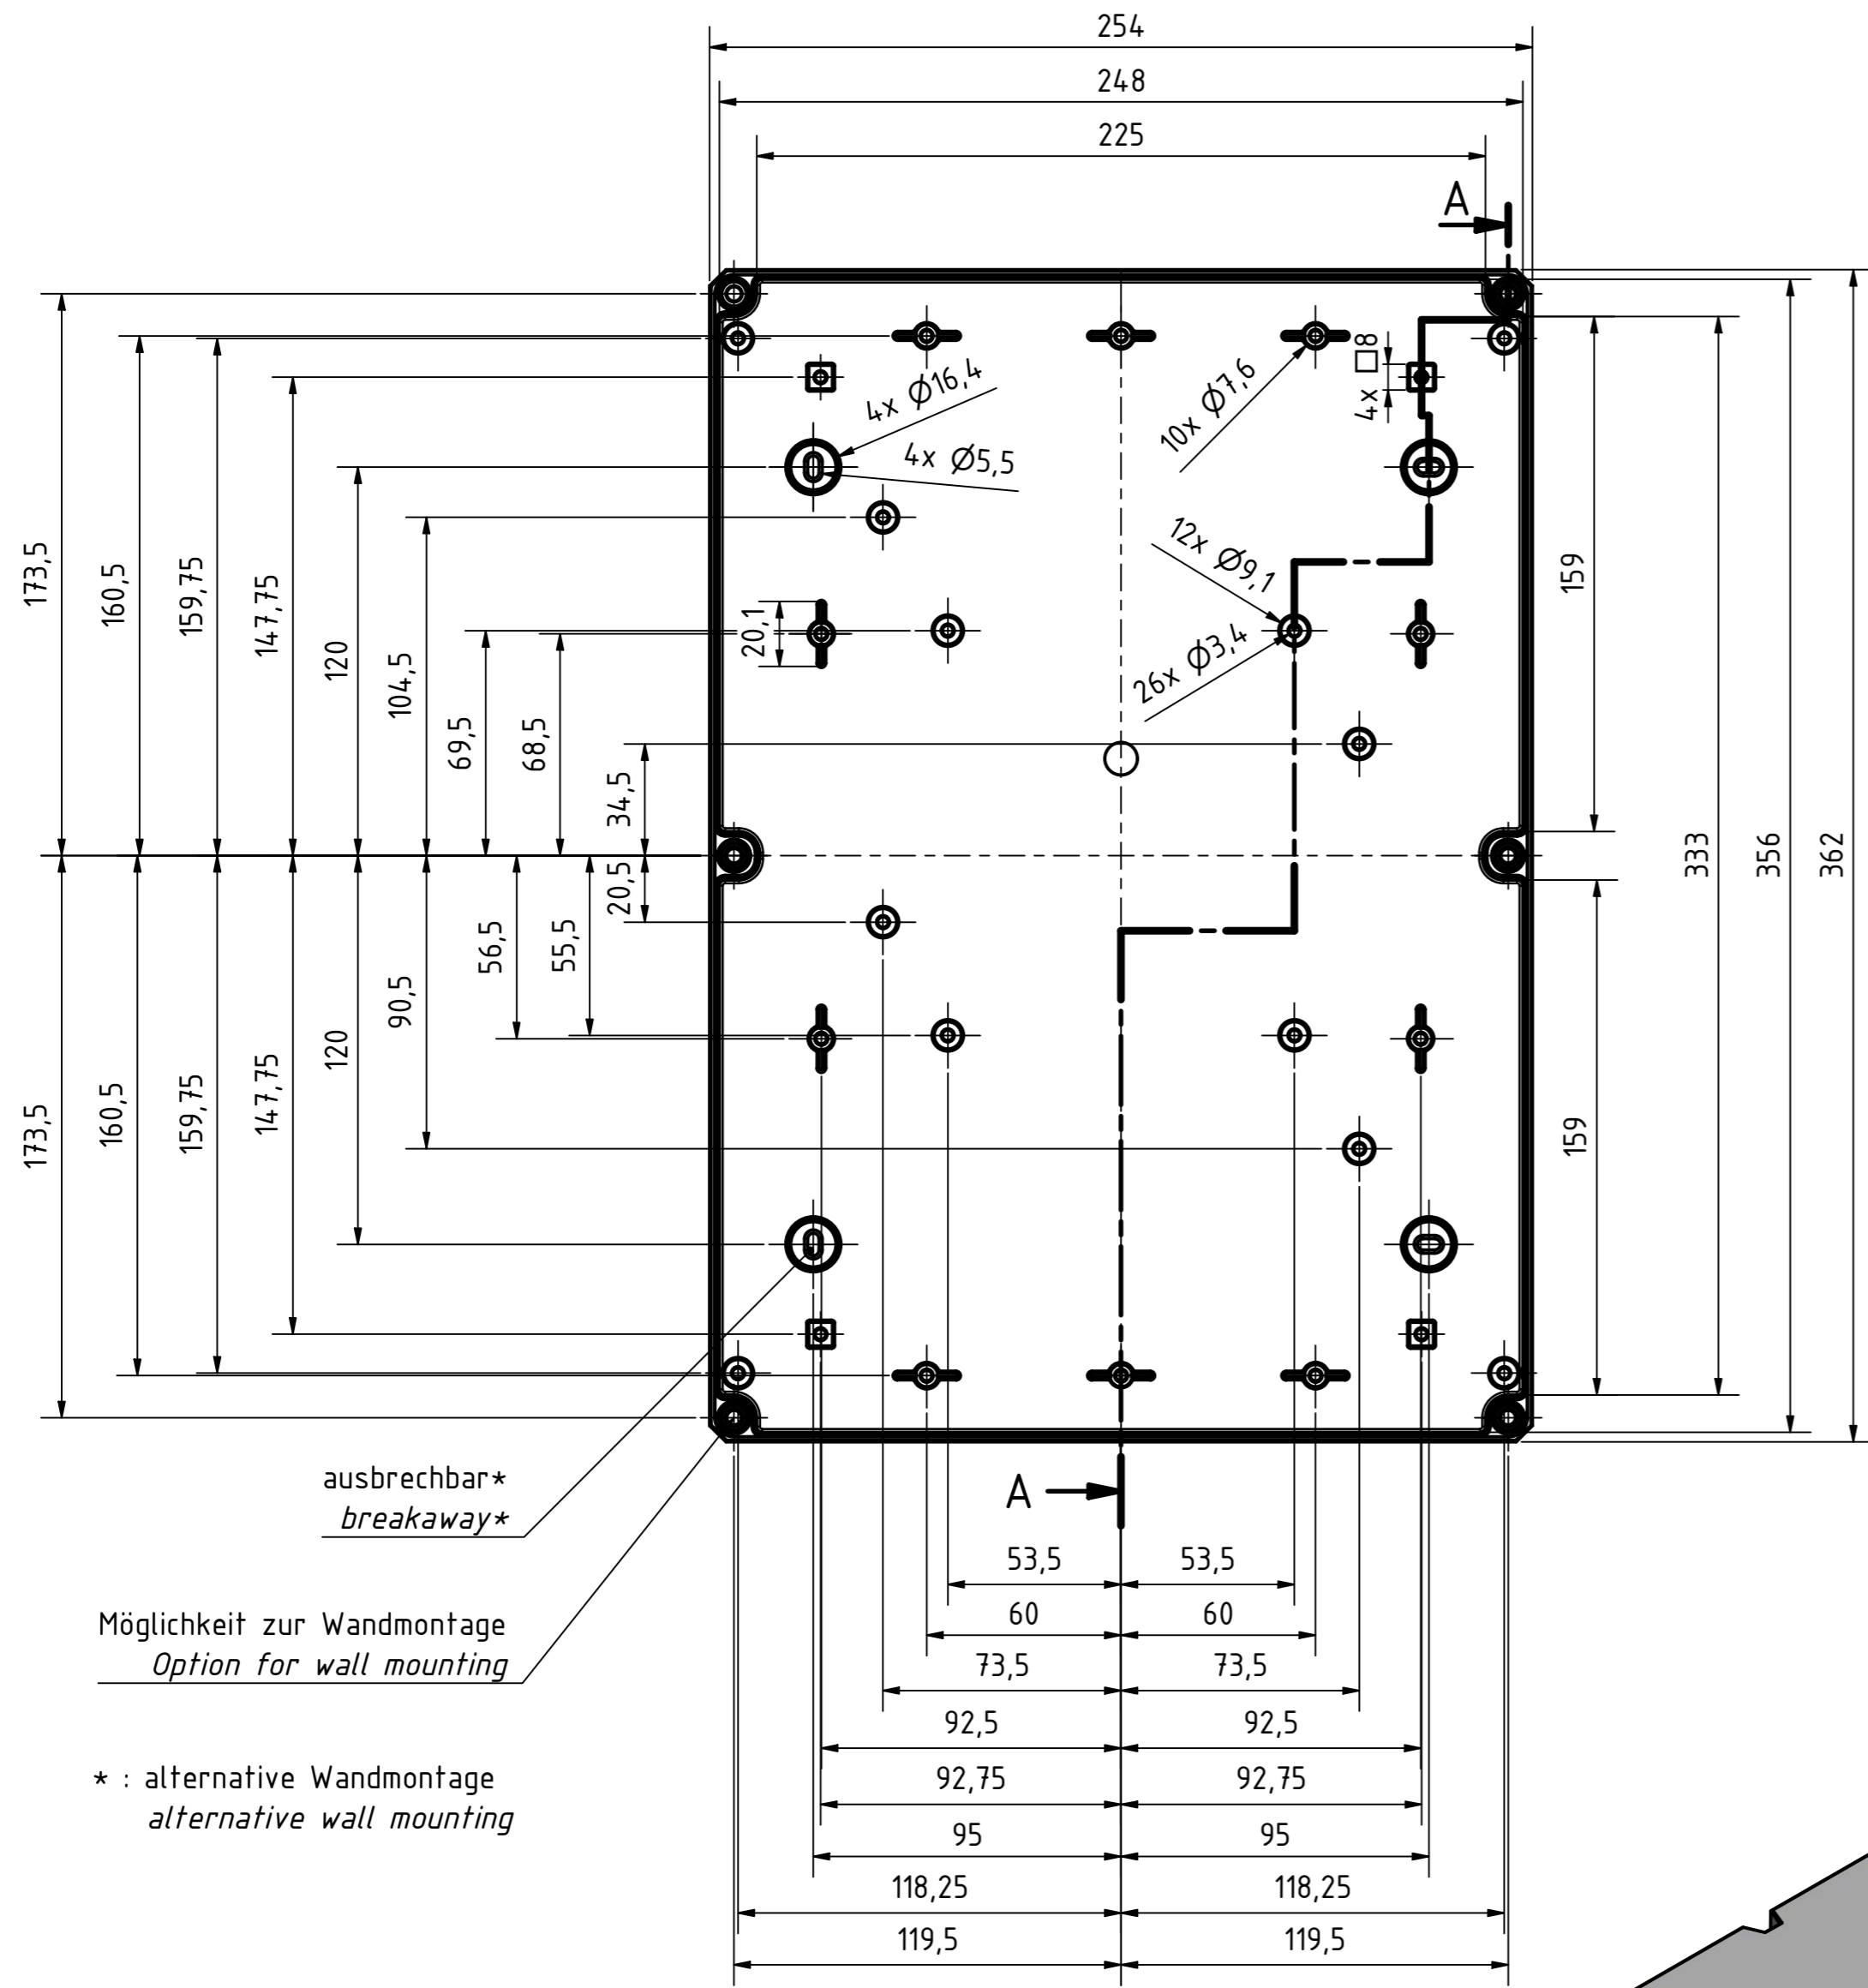 254
248
225
A
4x Ø16,4
4x Ø5,5
10x Ø7,6
4x □8
12x Ø9,1
26x Ø3,4
20,1
173,5
160,5
159,75
147,75
120
104,5
69,5
68,5
34,5
20,5
159
333
356
362
173,5
160,5
159,75
147,75
120
90,5
56,5
55,5
159
ausbrechbar*
breakaway*
A
Möglichkeit zur Wandmontage
Option for wall mounting
* : alternative Wandmontage
alternative wall mounting
53,5 53,5
60 60
73,5 73,5
92,5 92,5
92,75 92,75
95 95
118,25 118,25
119,5 119,5